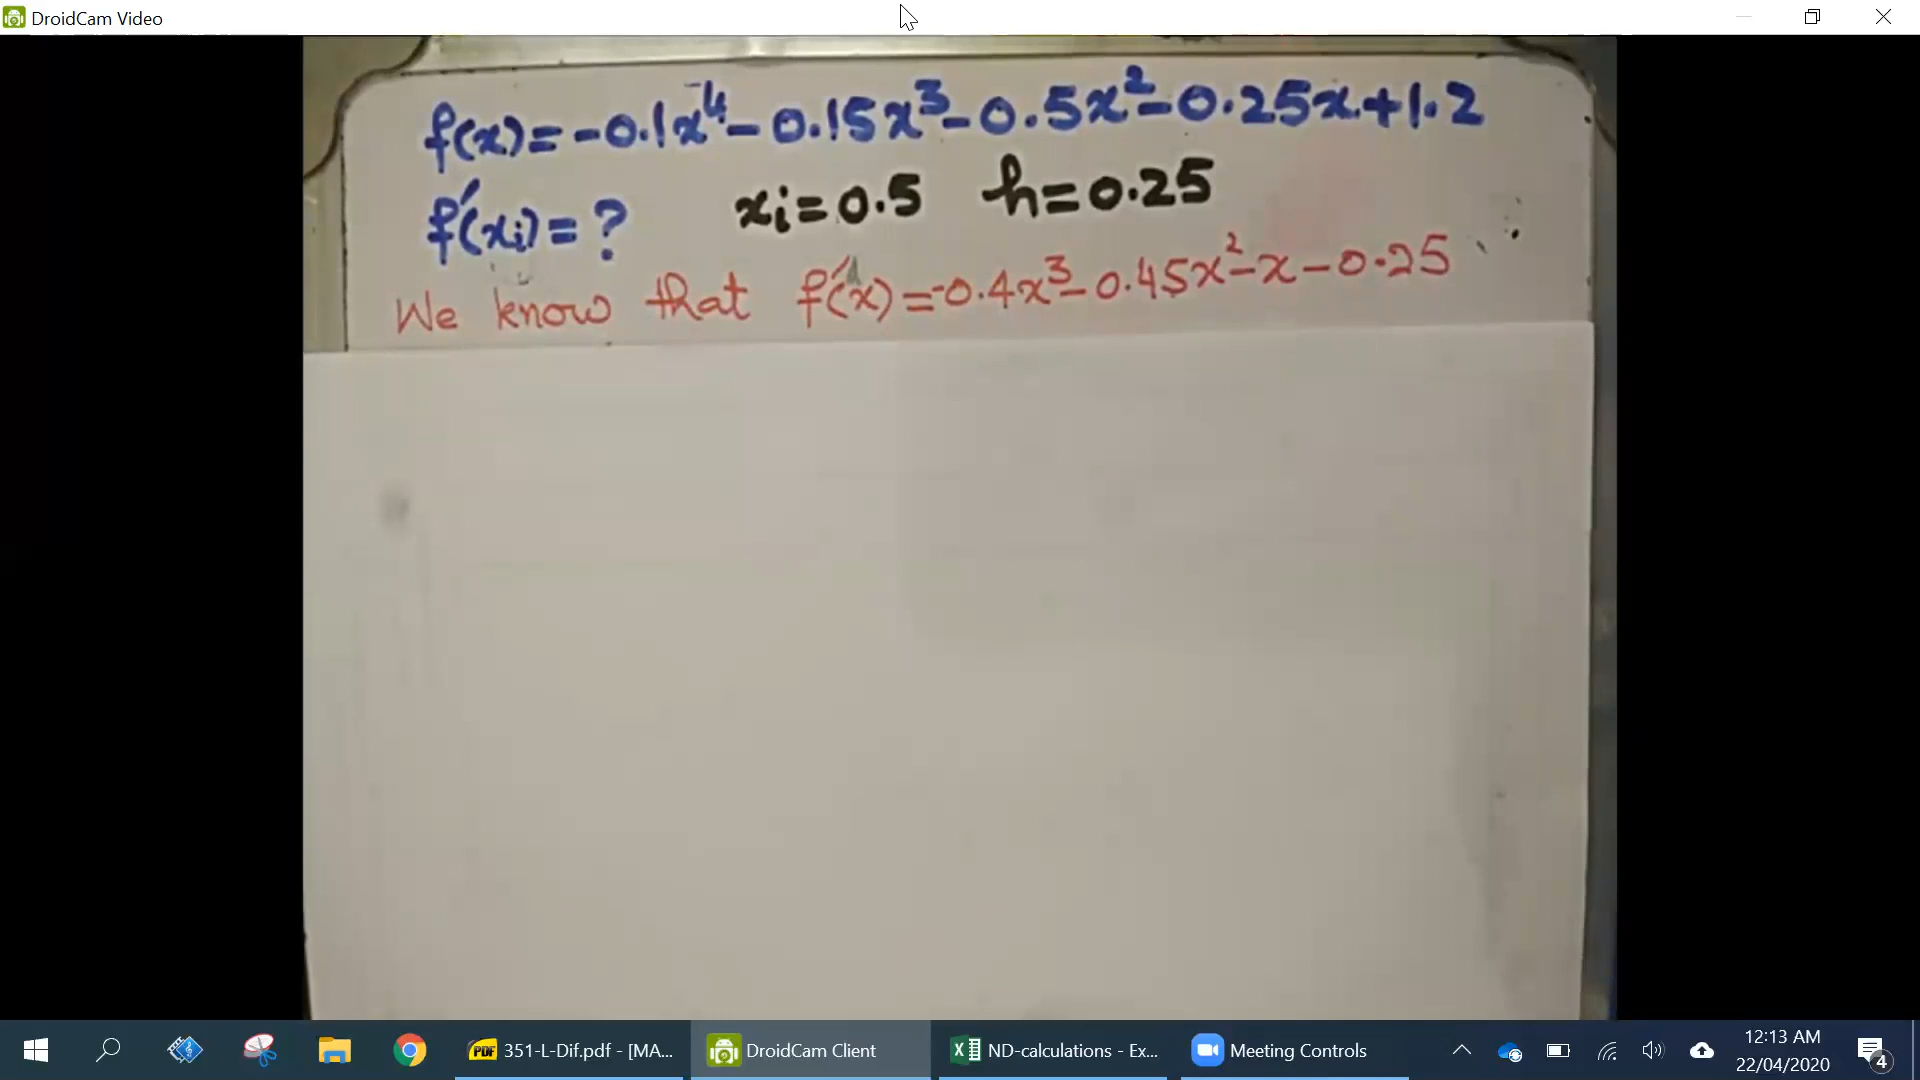 DroidCam Video
f(x)=-0.1x⁴-0.15x³-0.5x²-0.25x+1.2
f′(xi)=? xi=0.5 h=0.25
We know that f′(x)=-0.4x³-0.45x²-x-0.25
351-L-Dif.pdf - [MA... DroidCam Client ND-calculations - Ex... Meeting Controls 12:13 AM
22/04/2020 4